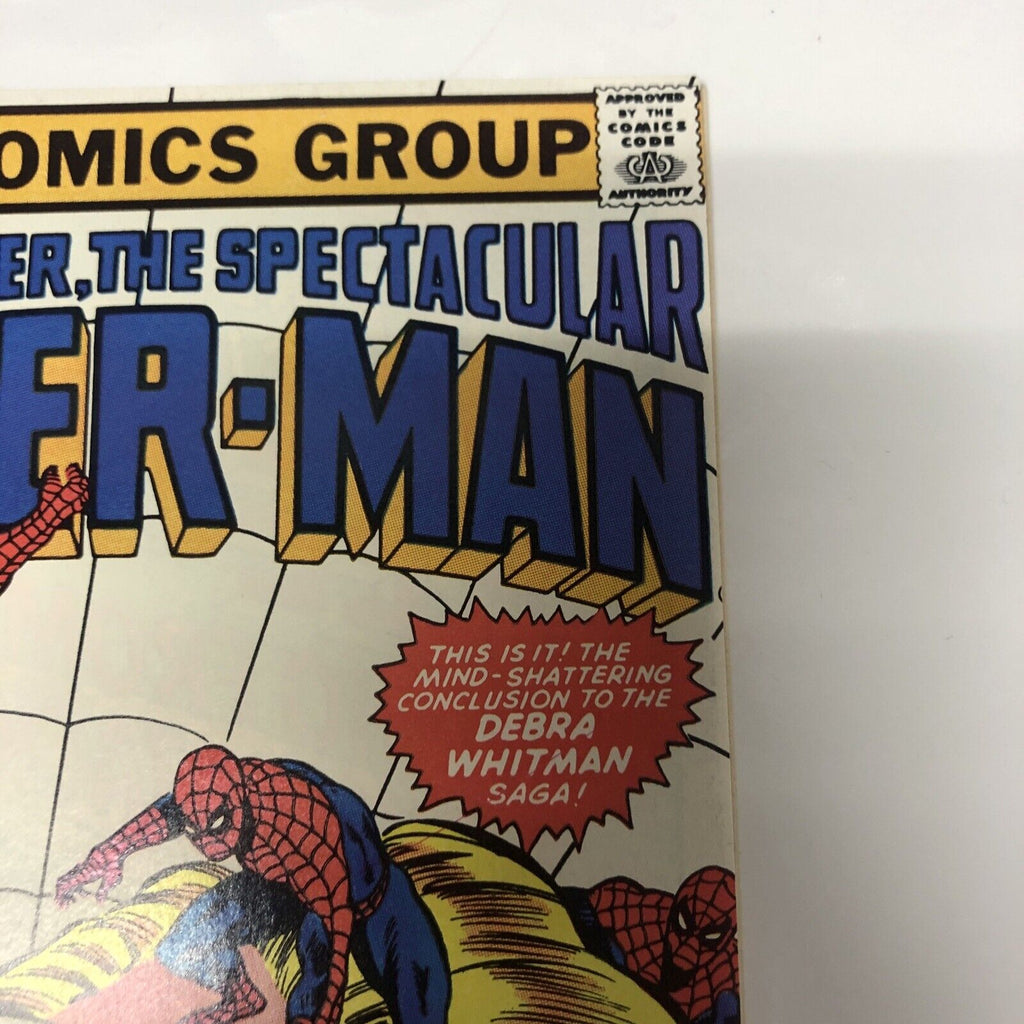 OMICS GROUP
APPROVED
BY THE
COMICS
CODE
AUTHORITY
ER, THE SPECTACULAR
ER-MAN
THIS IS IT! THE
MIND-SHATTERING
CONCLUSION TO THE
DEBRA
WHITMAN
SAGA!